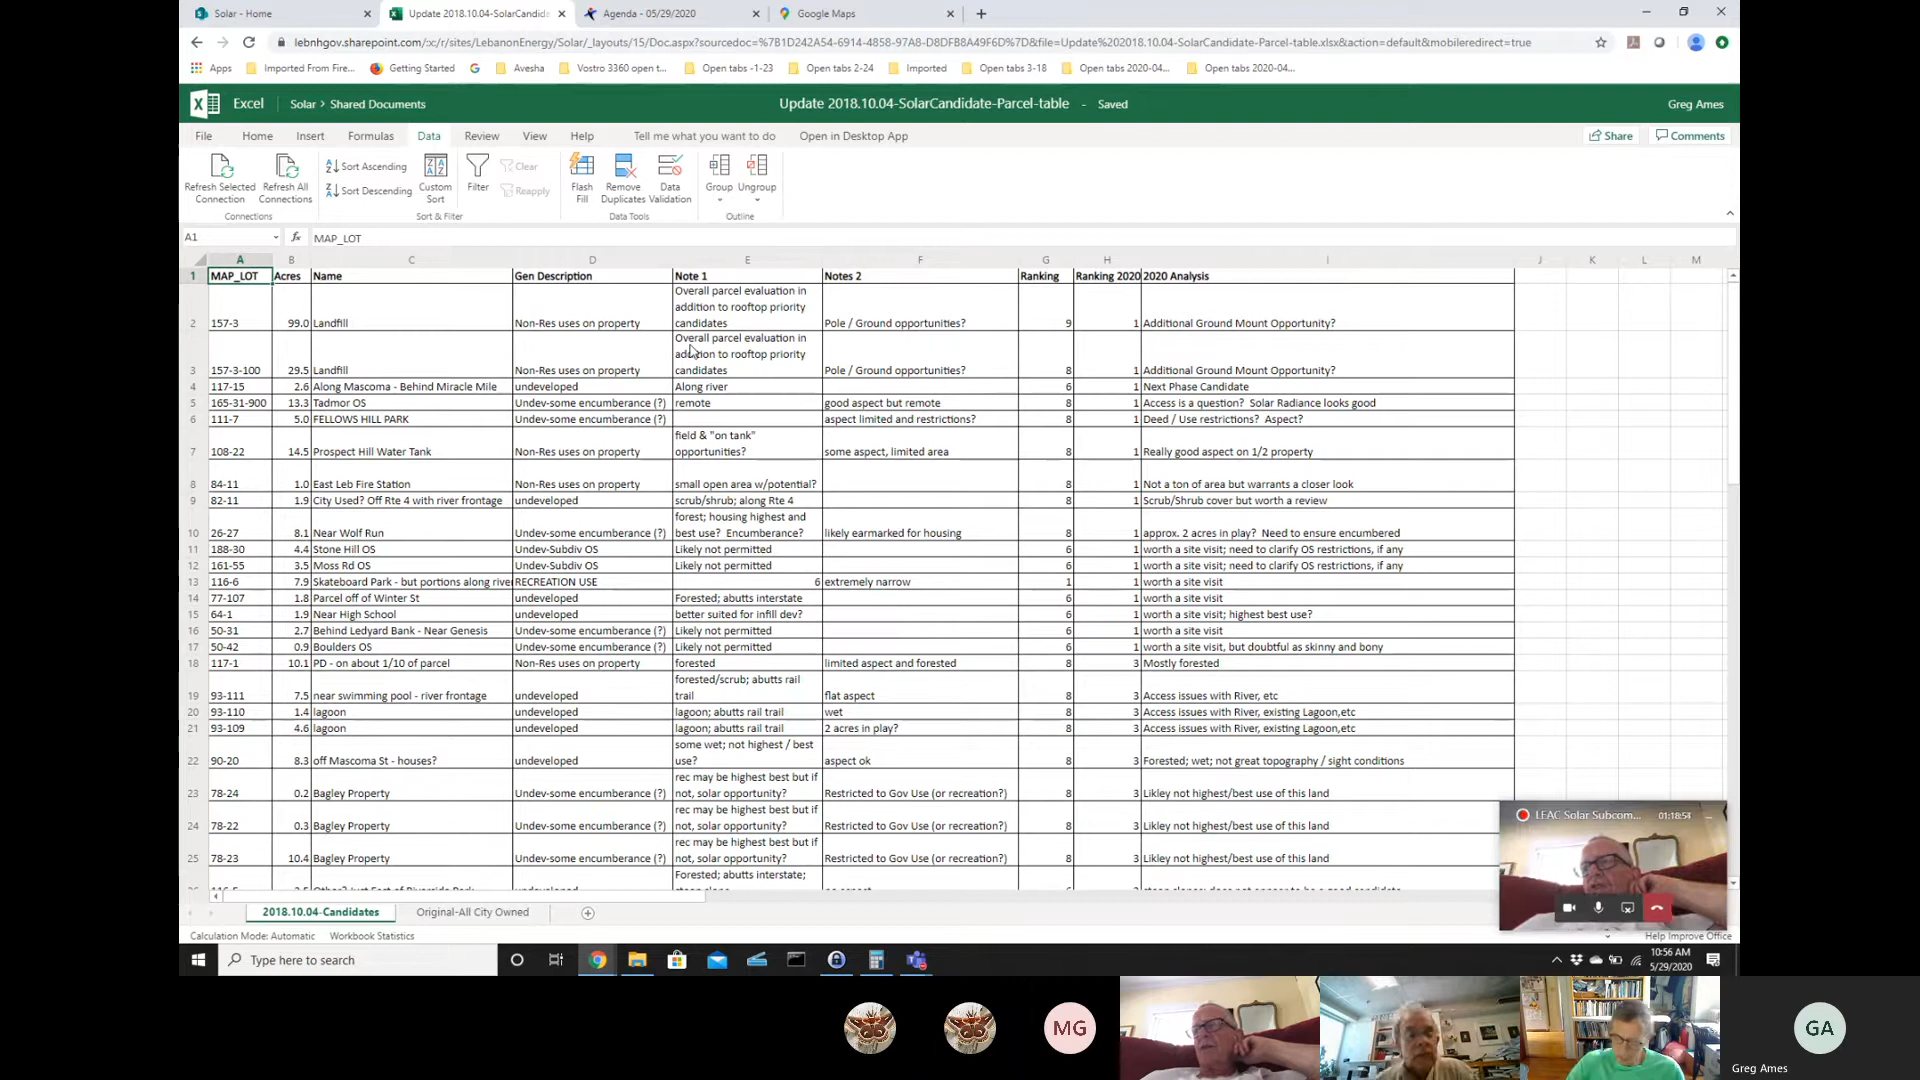 Solar - Home
Update 2018.10.04-SolarCandida
Agenda - 05/29/2020
Google Maps
lebnhgov.sharepoint.com/:x:/r/sites/LebanonEnergy/Solar/_layouts/15/Doc.aspx?sourcedoc=%7B1D242A54-6914-4858-97A8-D8DFB8A49F6D%7D&file=Update%202018.10.04-SolarCandidate-Parcel-table.xlsx&action=default&mobileredirect=true
Apps Imported From Fire... Getting Started Avesha Vostro 3360 open t... Open tabs -1-23 Open tabs 2-24 Imported Open tabs 3-18 Open tabs 2020-04... Open tabs 2020-04...
Excel Solar > Shared Documents Update 2018.10.04-SolarCandidate-Parcel-table - Saved Greg Ames
File Home Insert Formulas Data Review View Help Tell me what you want to do Open in Desktop App Share Comments
Refresh Selected Connection
Refresh All Connections
Sort Ascending
Sort Descending
Custom Sort
Filter
Clear
Reapply
Flash Fill
Remove Duplicates
Data Validation
Group
Ungroup
Connections Sort & Filter Data Tools Outline
A1 fx MAP_LOT
A B C D E F G H I J K L M
1 MAP_LOT Acres Name Gen Description Note 1 Notes 2 Ranking Ranking 2020 2020 Analysis
2 157-3 99.0 Landfill Non-Res uses on property Overall parcel evaluation in addition to rooftop priority candidates Pole / Ground opportunities? 9 1 Additional Ground Mount Opportunity?
3 157-3-100 29.5 Landfill Non-Res uses on property Overall parcel evaluation in addition to rooftop priority candidates Pole / Ground opportunities? 8 1 Additional Ground Mount Opportunity?
4 117-15 2.6 Along Mascoma - Behind Miracle Mile undeveloped Along river 6 1 Next Phase Candidate
5 165-31-900 13.3 Tadmor OS Undev-some encumberance (?) remote good aspect but remote 8 1 Access is a question? Solar Radiance looks good
6 111-7 5.0 FELLOWS HILL PARK Undev-some encumberance (?) aspect limited and restrictions? 8 1 Deed / Use restrictions? Aspect?
7 108-22 14.5 Prospect Hill Water Tank Non-Res uses on property field & "on tank" opportunities? some aspect, limited area 8 1 Really good aspect on 1/2 property
8 84-11 1.0 East Leb Fire Station Non-Res uses on property small open area w/potential? 8 1 Not a ton of area but warrants a closer look
9 82-11 1.9 City Used? Off Rte 4 with river frontage undeveloped scrub/shrub; along Rte 4 8 1 Scrub/Shrub cover but worth a review
10 26-27 8.1 Near Wolf Run Undev-some encumberance (?) forest; housing highest and best use? Encumberance? likely earmarked for housing 8 1 approx. 2 acres in play? Need to ensure encumbered
11 188-30 4.4 Stone Hill OS Undev-Subdiv OS Likely not permitted 6 1 worth a site visit; need to clarify OS restrictions, if any
12 161-55 3.5 Moss Rd OS Undev-Subdiv OS Likely not permitted 6 1 worth a site visit; need to clarify OS restrictions, if any
13 116-6 7.9 Skateboard Park - but portions along river RECREATION USE 6 extremely narrow 1 1 worth a site visit
14 77-107 1.8 Parcel off of Winter St undeveloped Forested; abutts interstate 6 1 worth a site visit
15 64-1 1.9 Near High School undeveloped better suited for infill dev? 6 1 worth a site visit; highest best use?
16 50-31 2.7 Behind Ledyard Bank - Near Genesis Undev-some encumberance (?) Likely not permitted 6 1 worth a site visit
17 50-42 0.9 Boulders OS Undev-some encumberance (?) Likely not permitted 6 1 worth a site visit, but doubtful as skinny and bony
18 117-1 10.1 PD - on about 1/10 of parcel Non-Res uses on property forested limited aspect and forested 8 3 Mostly forested
19 93-111 7.5 near swimming pool - river frontage undeveloped forested/scrub; abutts rail trail flat aspect 8 3 Access issues with River, etc
20 93-110 1.4 lagoon undeveloped lagoon; abutts rail trail wet 8 3 Access issues with River, existing Lagoon,etc
21 93-109 4.6 lagoon undeveloped lagoon; abutts rail trail 2 acres in play? 8 3 Access issues with River, existing Lagoon,etc
22 90-20 8.3 off Mascoma St - houses? undeveloped some wet; not highest / best use? aspect ok 8 3 Forested; wet; not great topography / sight conditions
23 78-24 0.2 Bagley Property Undev-some encumberance (?) rec may be highest best but if not, solar opportunity? Restricted to Gov Use (or recreation?) 8 3 Likley not highest/best use of this land
24 78-22 0.3 Bagley Property Undev-some encumberance (?) rec may be highest best but if not, solar opportunity? Restricted to Gov Use (or recreation?) 8 3 Likley not highest/best use of this land
25 78-23 10.4 Bagley Property Undev-some encumberance (?) rec may be highest best but if not, solar opportunity? Restricted to Gov Use (or recreation?) 8 3 Likley not highest/best use of this land
Forested; abutts interstate;
LEAC Solar Subcom... 01:18:54
2018.10.04-Candidates Original-All City Owned
Calculation Mode: Automatic Workbook Statistics Help Improve Office
Type here to search
10:56 AM
5/29/2020
MG
GA
Greg Ames